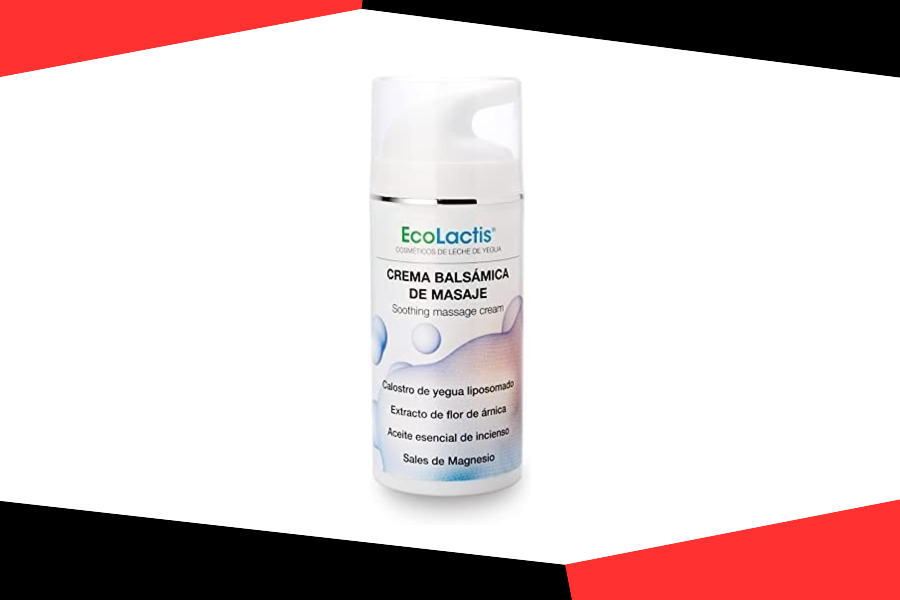 EcoLactis®
COSMÉTICOS DE LECHE DE YEGUA
CREMA BALSÁMICA
DE MASAJE
Soothing massage cream
Calostro de yegua liposomado
Extracto de flor de árnica
Aceite esencial de incienso
Sales de Magnesio